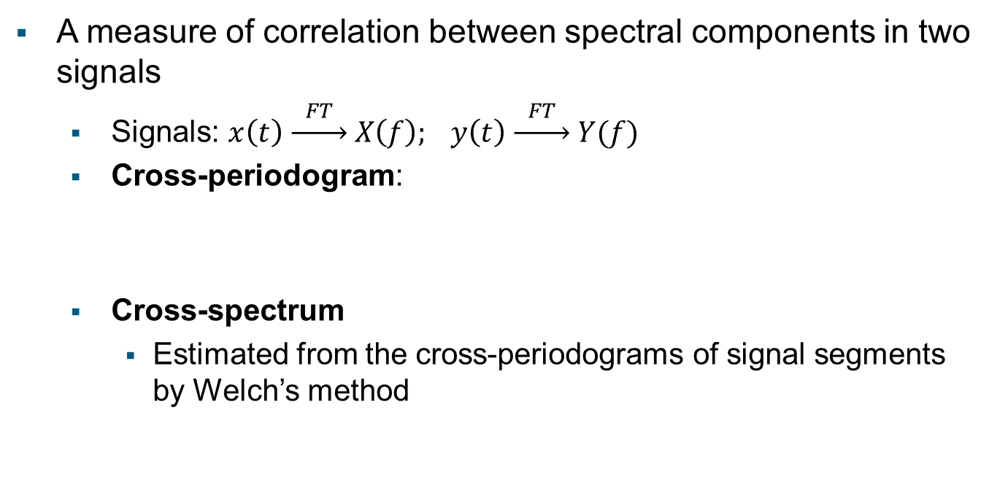 ▪ A measure of correlation between spectral components in two
signals
▪ Signals: x(t) \xrightarrow{FT} X(f); y(t) \xrightarrow{FT} Y(f)
▪ Cross-periodogram:
▪ Cross-spectrum
▪ Estimated from the cross-periodograms of signal segments
by Welch’s method